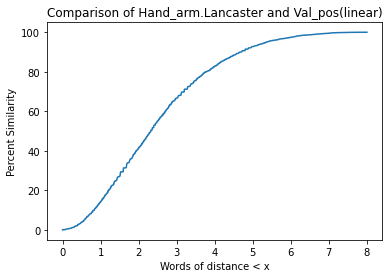 Comparison of Hand_arm.Lancaster and Val_pos(linear)
Percent Similarity
100
80
60
40
20
0
0 1 2 3 4 5 6 7 8
Words of distance < x